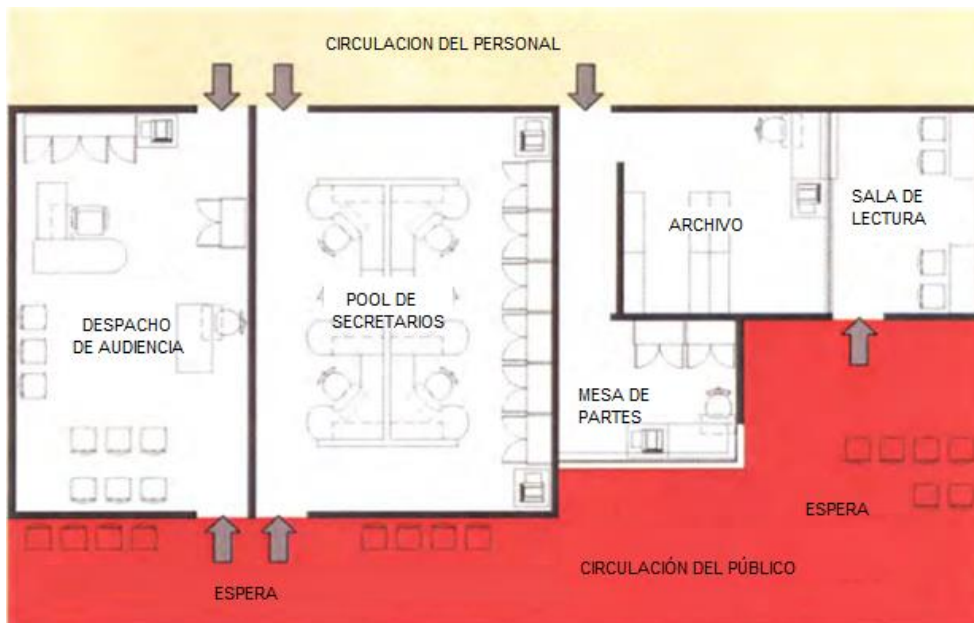 CIRCULACION DEL PERSONAL
DESPACHO
DE AUDIENCIA
POOL DE
SECRETARIOS
ARCHIVO
SALA DE
LECTURA
MESA DE
PARTES
ESPERA
CIRCULACIÓN DEL PÚBLICO
ESPERA